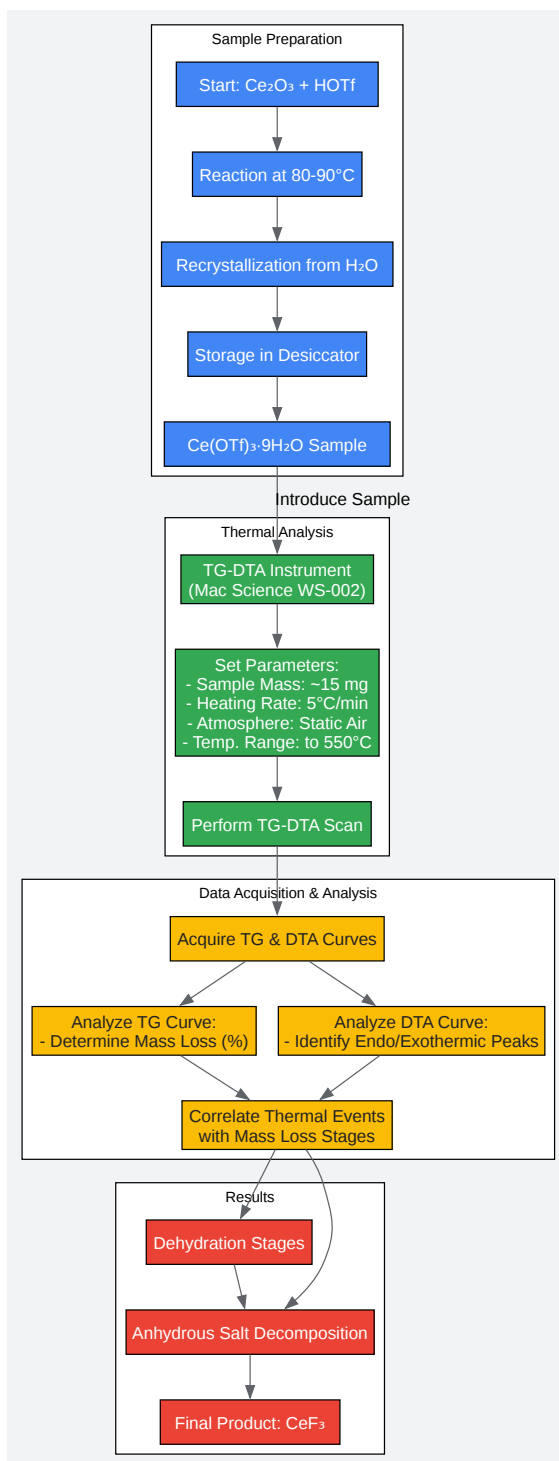 Sample Preparation
Start: Ce₂O₃ + HOTf
Reaction at 80-90°C
Recrystallization from H₂O
Storage in Desiccator
Ce(OTf)₃·9H₂O Sample
Introduce Sample
Thermal Analysis
TG-DTA Instrument
(Mac Science WS-002)
Set Parameters:
- Sample Mass: ~15 mg
- Heating Rate: 5°C/min
- Atmosphere: Static Air
- Temp. Range: to 550°C
Perform TG-DTA Scan
Data Acquisition & Analysis
Acquire TG & DTA Curves
Analyze TG Curve:
- Determine Mass Loss (%)
Analyze DTA Curve:
- Identify Endo/Exothermic Peaks
Correlate Thermal Events
with Mass Loss Stages
Results
Dehydration Stages
Anhydrous Salt Decomposition
Final Product: CeF₃